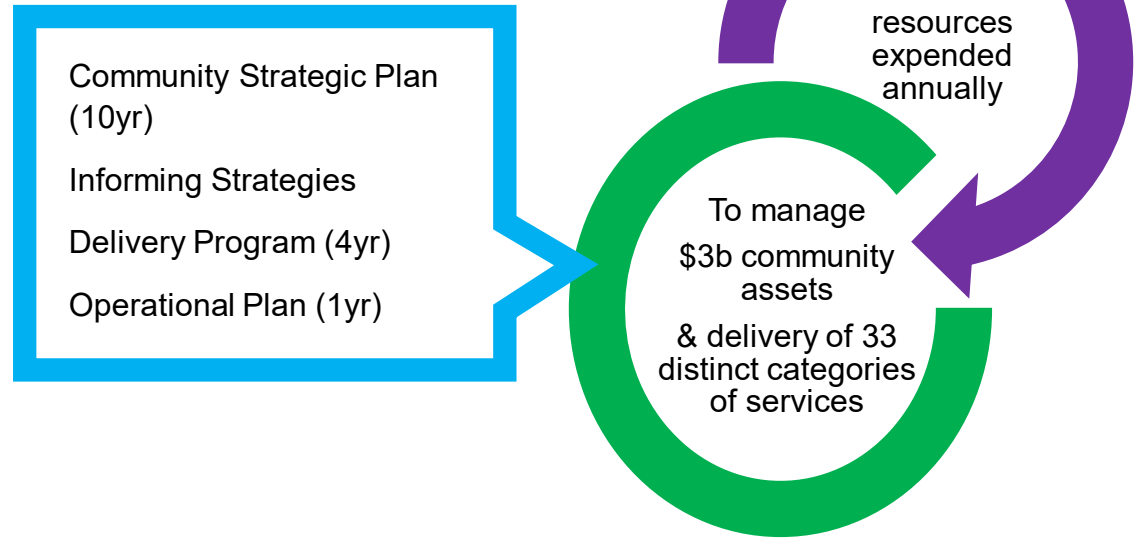 Community Strategic Plan
(10yr)
Informing Strategies
Delivery Program (4yr)
Operational Plan (1yr)
resources
expended
annually
To manage
$3b community
assets
& delivery of 33
distinct categories
of services